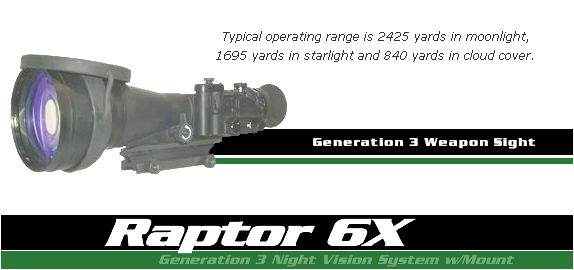 Typical operating range is 2425 yards in moonlight,
1695 yards in starlight and 840 yards in cloud cover.
Generation 3 Weapon Sight
Raptor 6X
Generation 3 Night Vision System w/Mount